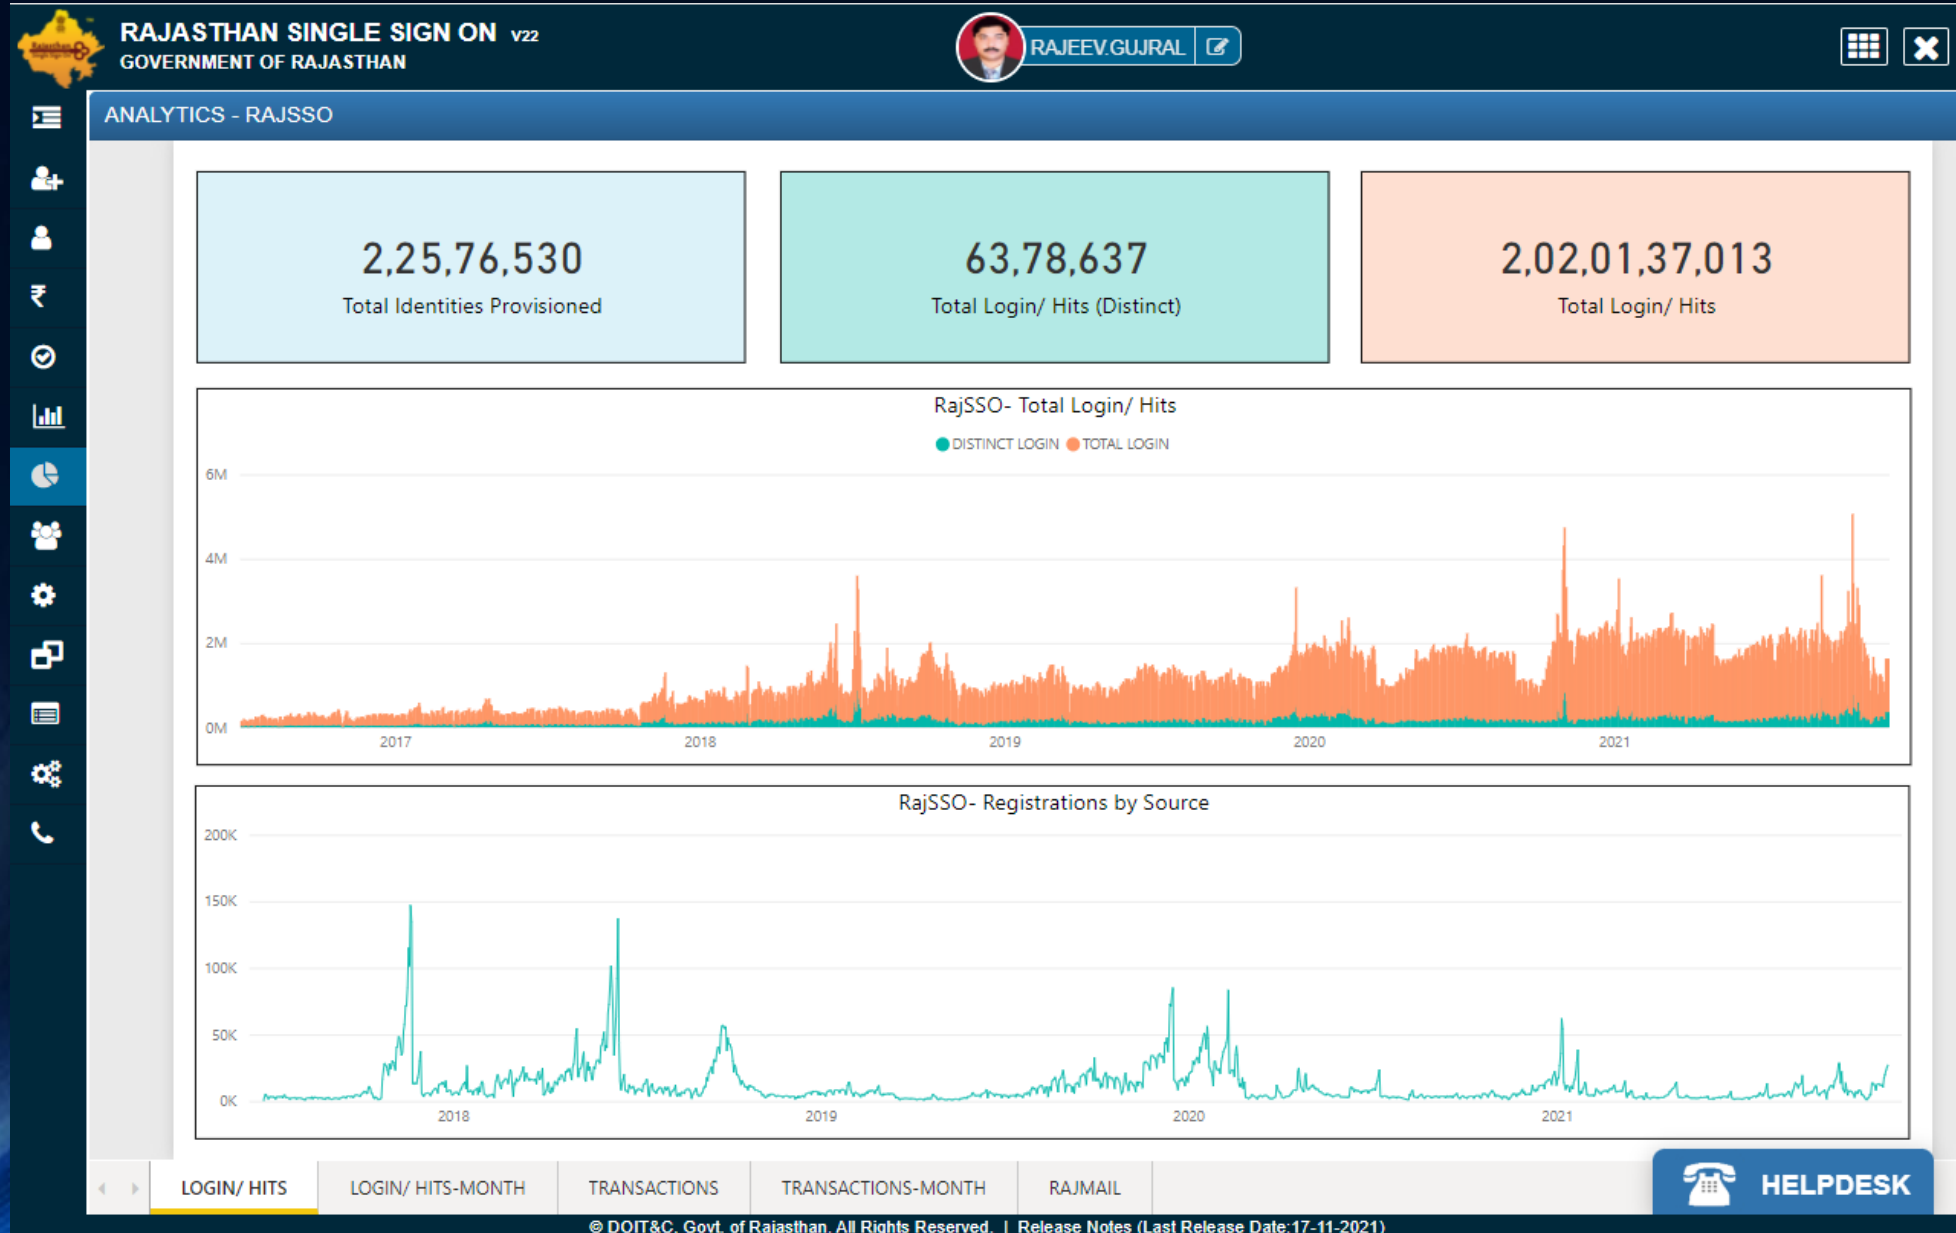 RAJASTHAN SINGLE SIGN ON V22
GOVERNMENT OF RAJASTHAN
RAJEEV.GUJRAL
ANALYTICS - RAJSSO
2,25,76,530
Total Identities Provisioned
63,78,637
Total Login/ Hits (Distinct)
2,02,01,37,013
Total Login/ Hits
RajSSO- Total Login/ Hits
DISTINCT LOGIN TOTAL LOGIN
6M
4M
2M
0M
2017 2018 2019 2020 2021
RajSSO- Registrations by Source
200K
150K
100K
50K
0K
2018 2019 2020 2021
LOGIN/ HITS LOGIN/ HITS-MONTH TRANSACTIONS TRANSACTIONS-MONTH RAJMAIL
HELPDESK
© DOIT&C, Govt. of Rajasthan. All Rights Reserved. | Release Notes (Last Release Date:17-11-2021)